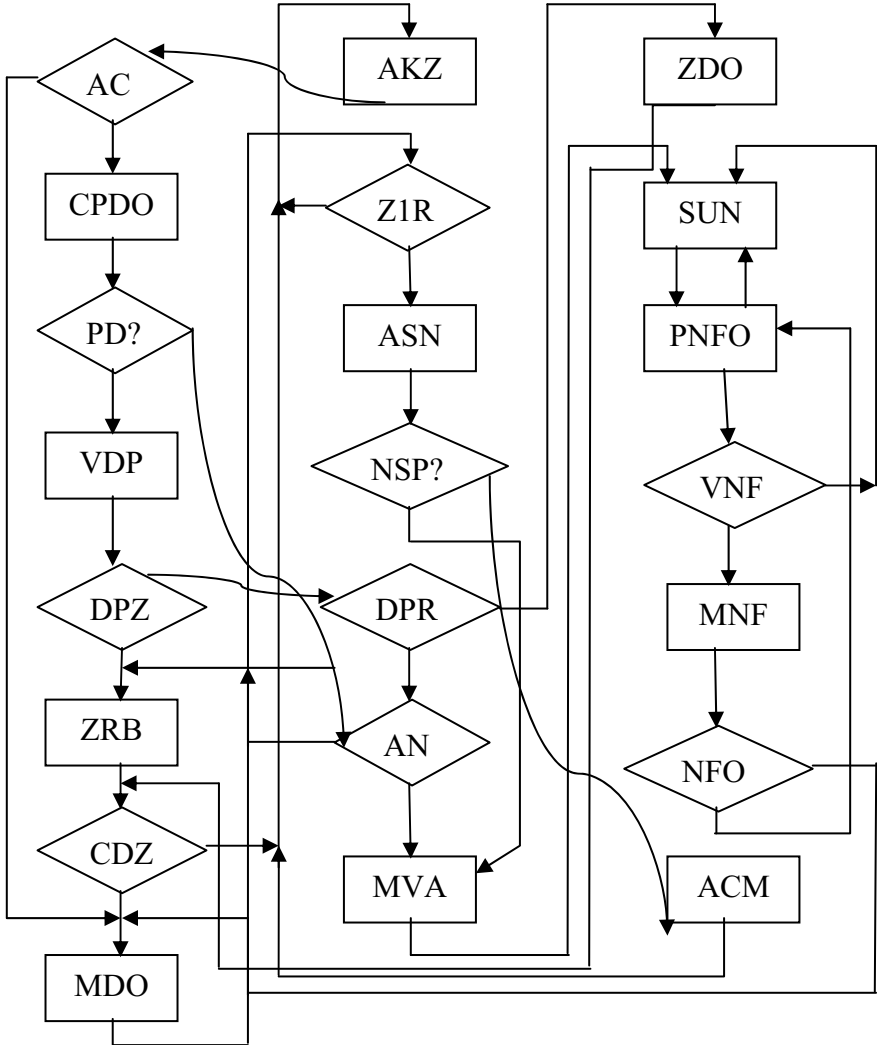 AC
CPDO
PD?
VDP
DPZ
ZRB
CDZ
MDO
AKZ
Z1R
ASN
NSP?
DPR
AN
MVA
ZDO
SUN
PNFO
VNF
MNF
NFO
ACM